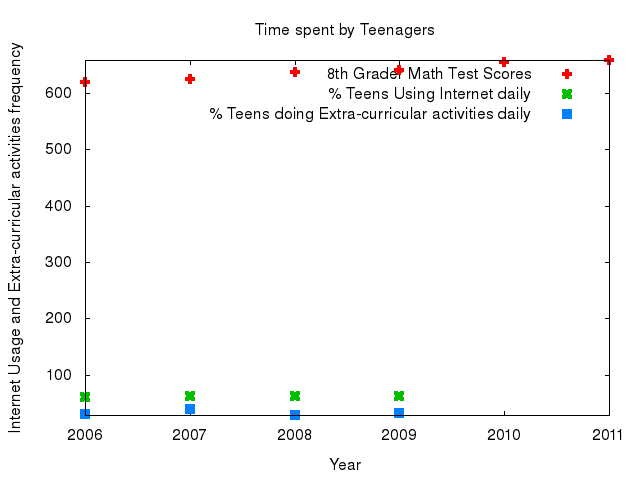 Time spent by Teenagers
Internet Usage and Extra-curricular activities frequency
8th Grader Math Test Scores
% Teens Using Internet daily
% Teens doing Extra-curricular activities daily
600
500
400
300
200
100
2006 2007 2008 2009 2010 2011
Year